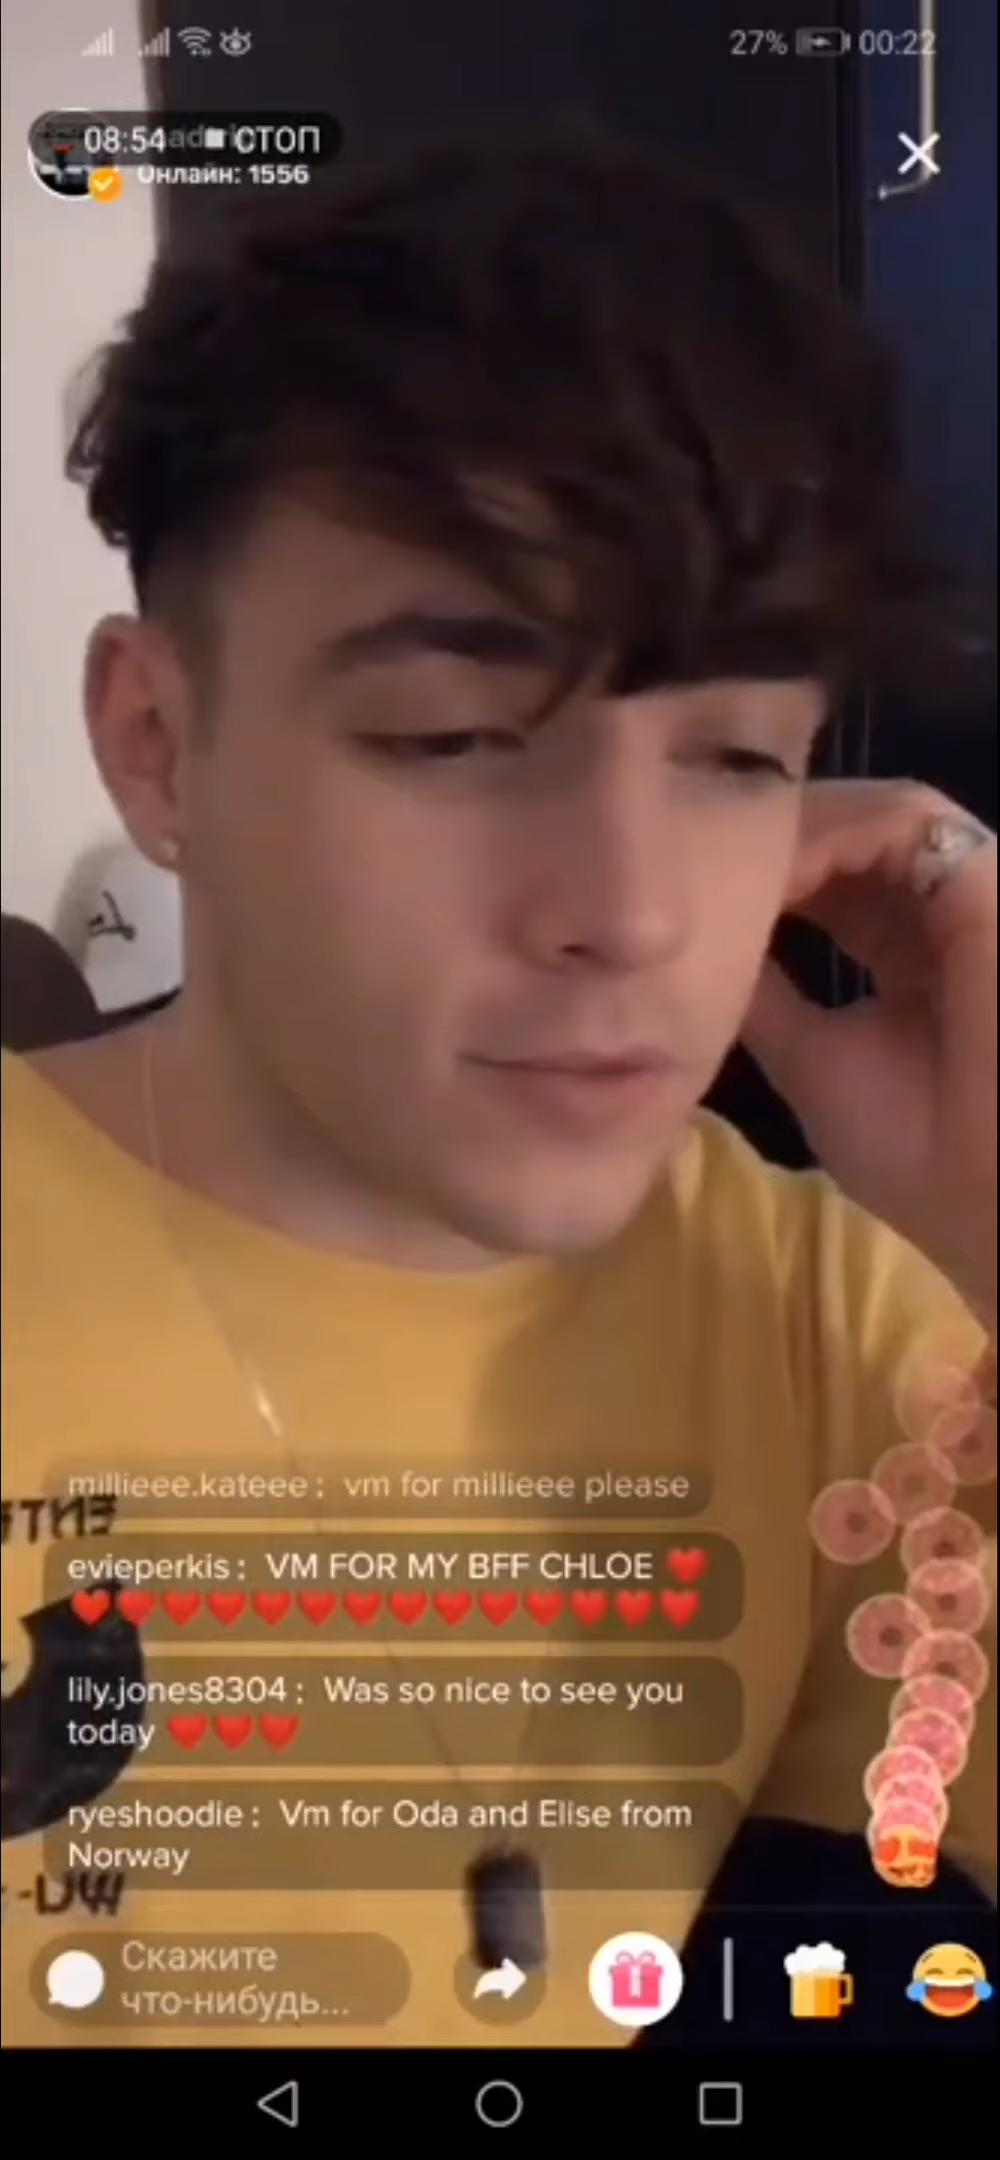 27% 00:22
08:54 СТОП
Онлайн: 1556
millieee.kateee: vm for millieee please
evieperkis: VM FOR MY BFF CHLOE ❤️
❤️❤️❤️❤️❤️❤️❤️❤️❤️❤️❤️❤️❤️❤️
lily.jones8304: Was so nice to see you
today ❤️❤️❤️
ryeshoodie: Vm for Oda and Elise from
Norway
Скажите
что-нибудь...